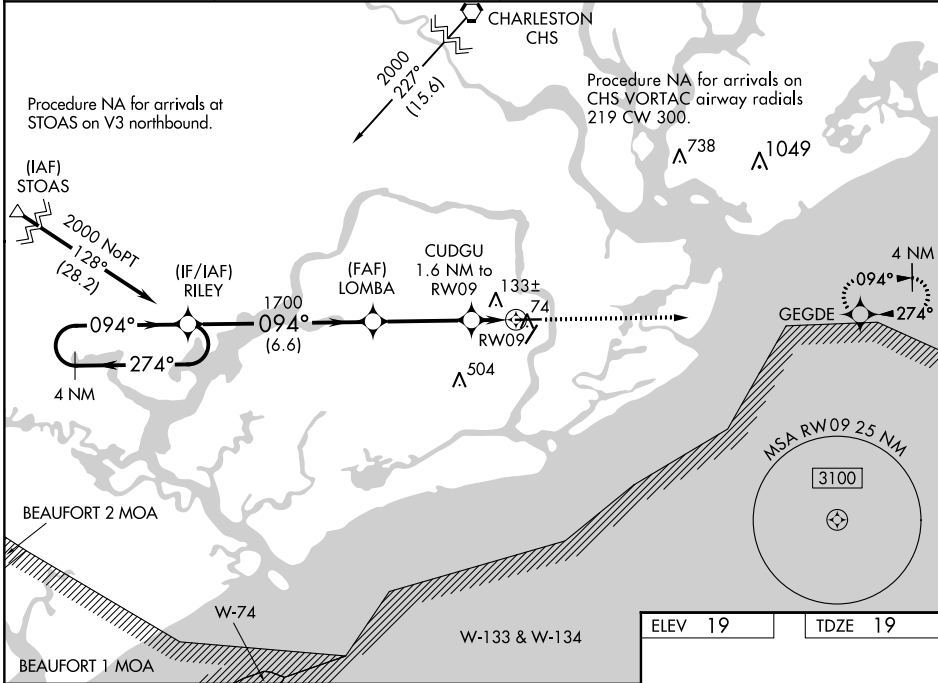 CHARLESTON
CHS
2000
227°
(15.6)
Procedure NA for arrivals at
STOAS on V3 northbound.
Procedure NA for arrivals on
CHS VORTAC airway radials
219 CW 300.
738
1049
(IAF)
STOAS
2000 NoPT
128°
(28.2)
(IF/IAF)
RILEY
(FAF)
LOMBA
CUDGU
1.6 NM to
RW09
133±
74
4 NM
094°
274°
GEGDE
094°
274°
4 NM
1700
094°
(6.6)
RW09
504
MSA RW09 25 NM
3100
BEAUFORT 2 MOA
W-74
W-133 & W-134
BEAUFORT 1 MOA
ELEV 19
TDZE 19